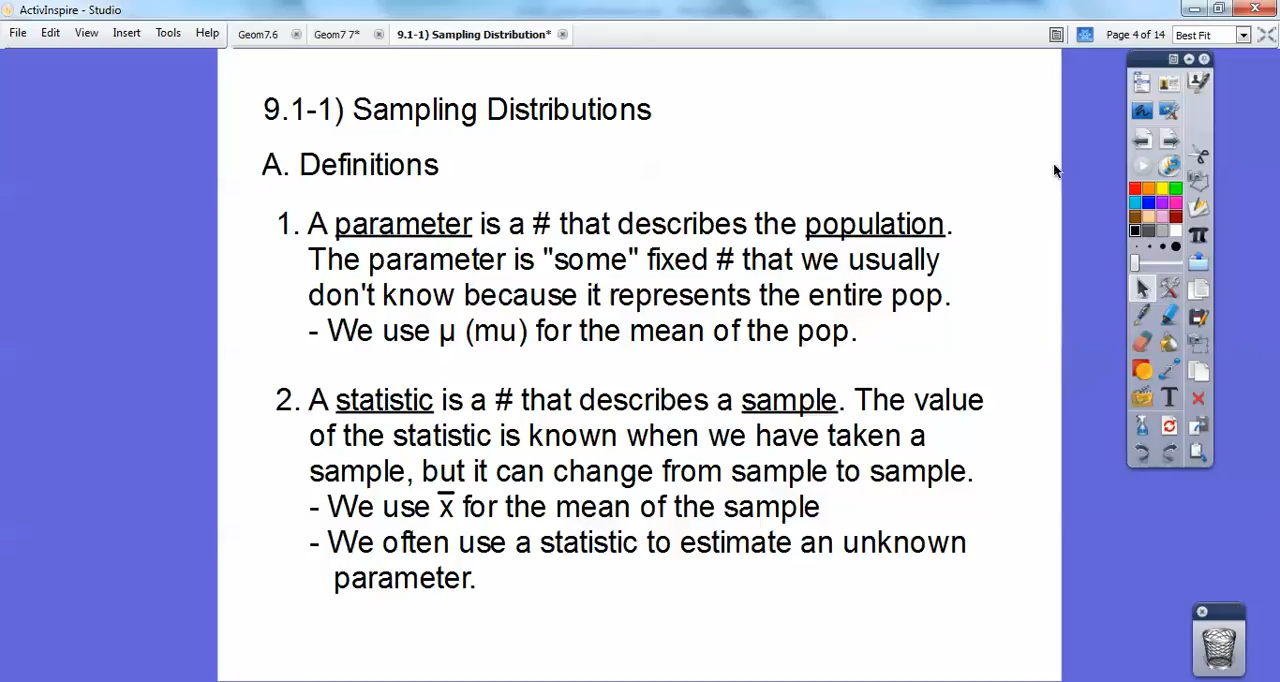 ActivInspire - Studio
File Edit View Insert Tools Help Geom7.6 Geom7 7* 9.1-1) Sampling Distribution* Page 4 of 14 Best Fit
9.1-1) Sampling Distributions
A. Definitions
1. A parameter is a # that describes the population.
The parameter is "some" fixed # that we usually
don't know because it represents the entire pop.
- We use µ (mu) for the mean of the pop.
2. A statistic is a # that describes a sample. The value
of the statistic is known when we have taken a
sample, but it can change from sample to sample.
- We use x̄ for the mean of the sample
- We often use a statistic to estimate an unknown
parameter.